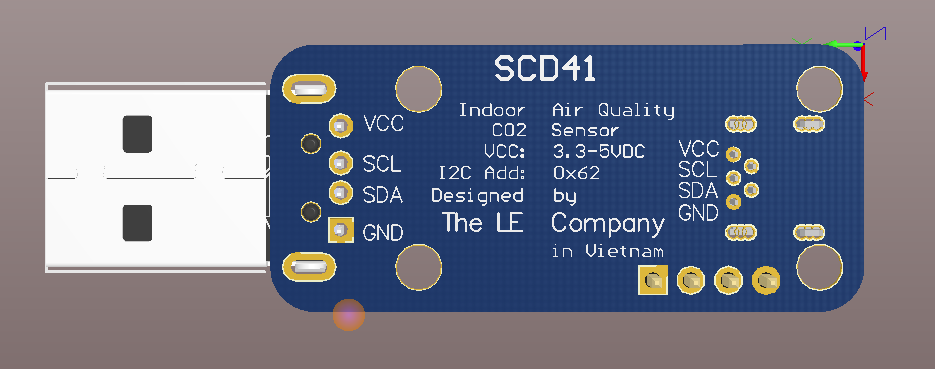 SCD41
Indoor Air Quality
CO2 Sensor
VCC: 3.3-5VDC
I2C Add: 0x62
Designed by
The LE Company
in Vietnam
VCC
SCL
SDA
GND
VCC
SCL
SDA
GND